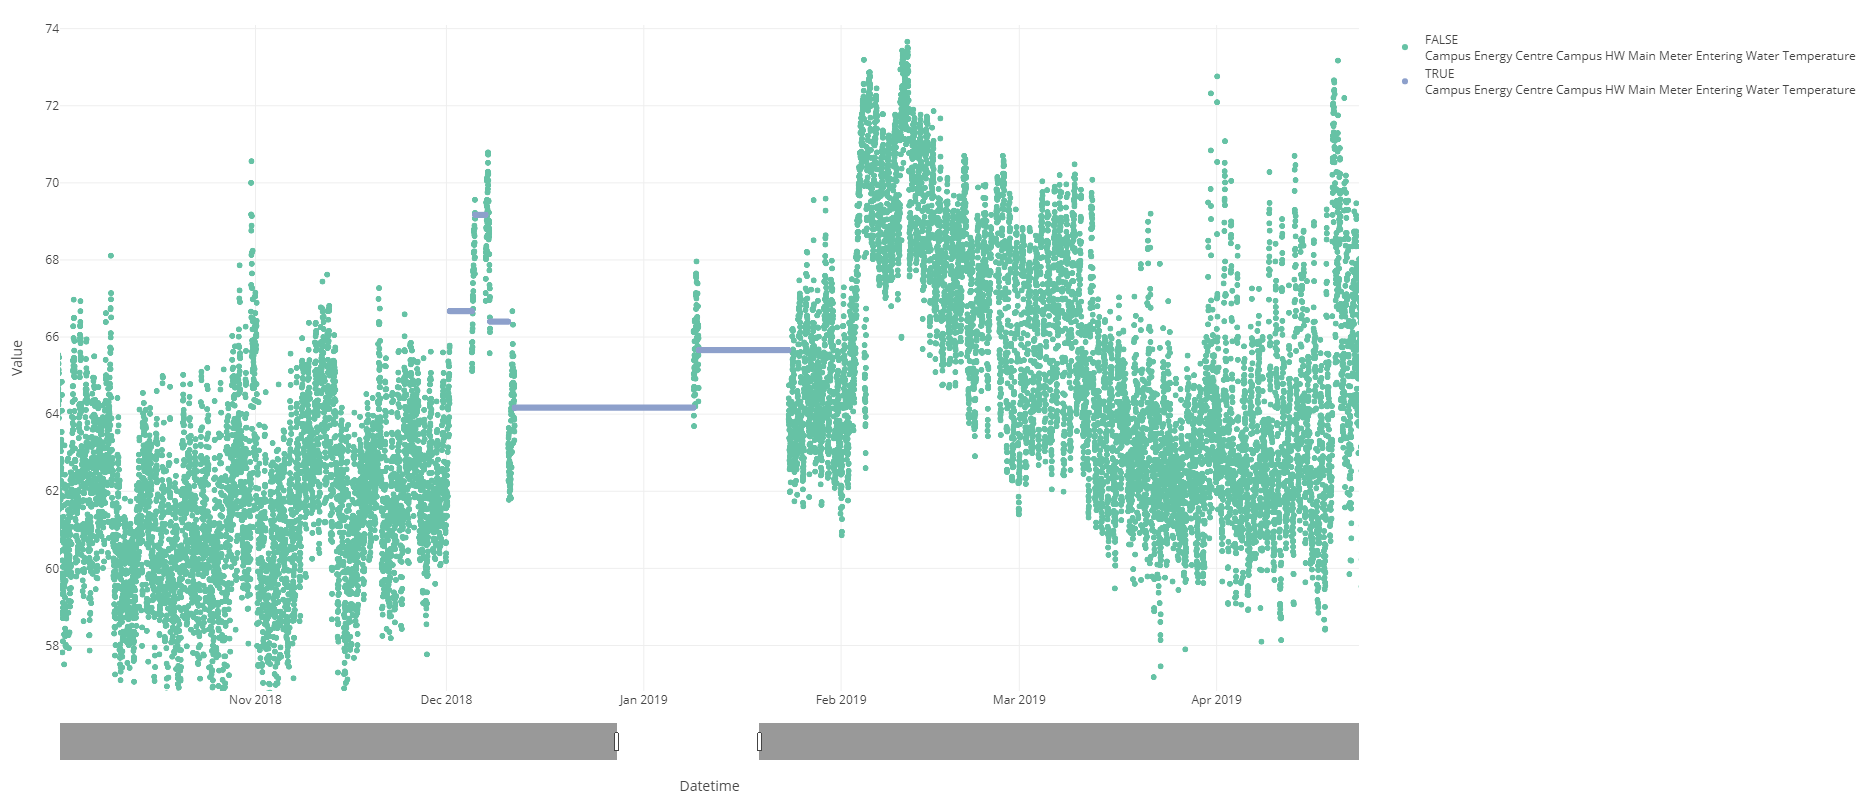 74
72
70
68
66
64
62
60
58
Value
Nov 2018
Dec 2018
Jan 2019
Feb 2019
Mar 2019
Apr 2019
Datetime
FALSE
Campus Energy Centre Campus HW Main Meter Entering Water Temperature
TRUE
Campus Energy Centre Campus HW Main Meter Entering Water Temperature